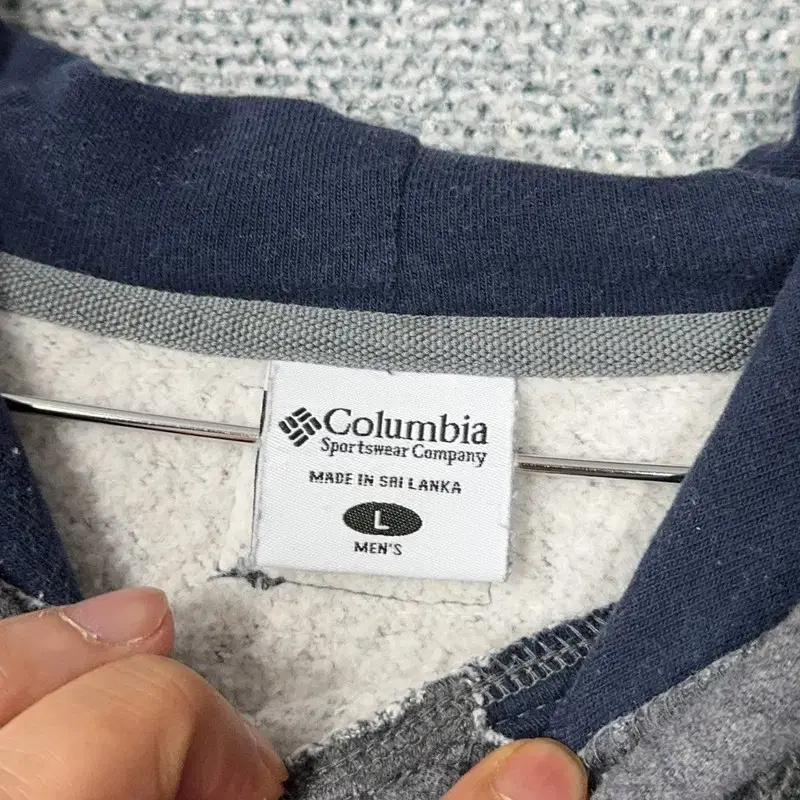 Columbia
Sportswear Company
MADE IN SRI LANKA
L
MEN'S